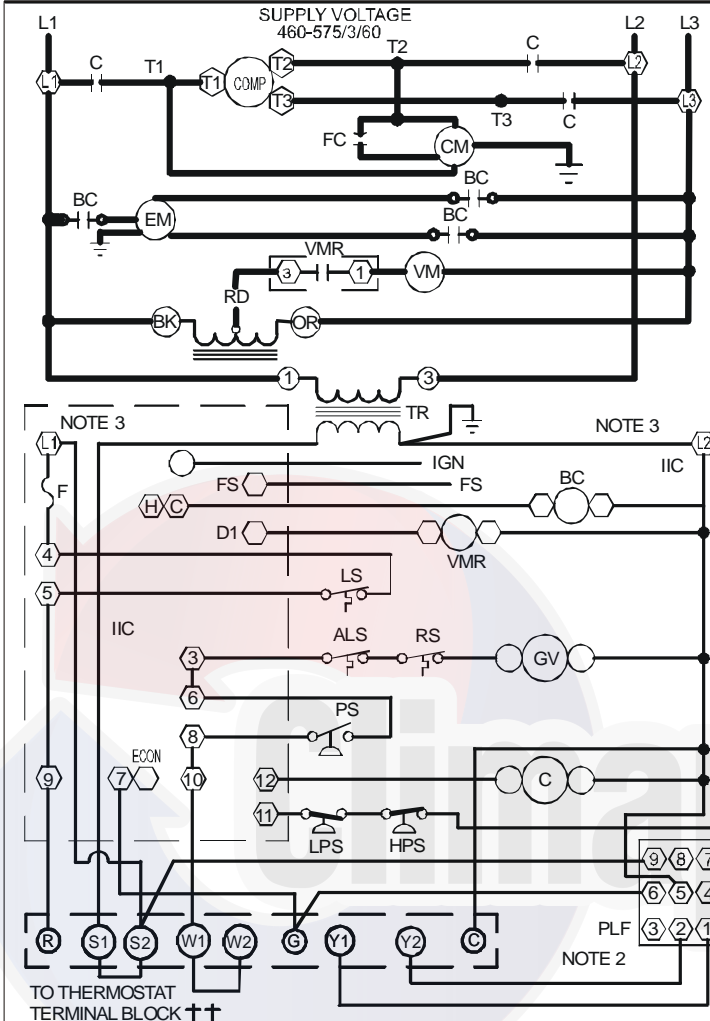 SUPPLY VOLTAGE
460-575/3/60
L1 L2 L3
T2
C T1 C
L1 T1 COMP T2 L2
T3 L3
T3 C
FC CM
BC
BC EM BC
VMR
3 1 VM
RD
BK OR
1 3
TR
NOTE 3 NOTE 3
L1 L2
IGN IIC
F FS FS BC
H C
D1
VMR
4
LS
5
IIC ALS RS
3 GV
6
PS
8
Clima
ECON
9 7 10 12 C
11
LPS HPS
9 8 7
6 5 4
PLF 3 2 1
R S1 S2 W1 W2 G Y1 Y2 C
NOTE 2
TO THERMOSTAT
TERMINAL BLOCK ††